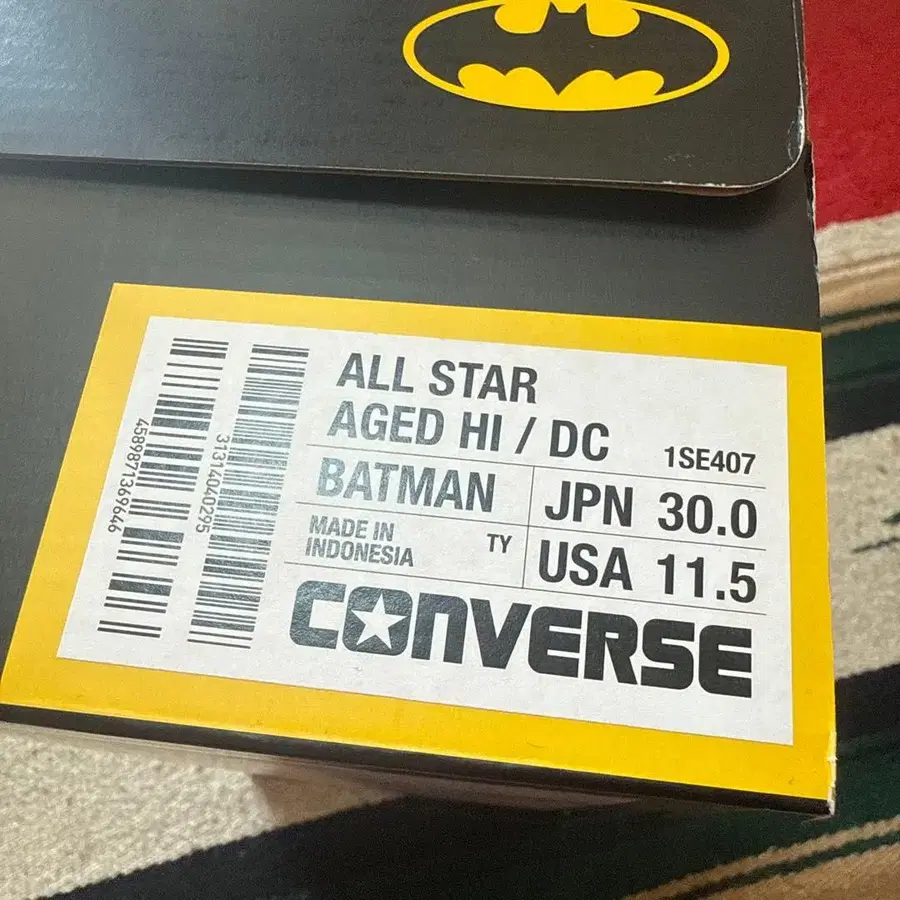 ALL STAR
AGED HI / DC 1SE407
BATMAN JPN 30.0
MADE IN
INDONESIA TY USA 11.5
CONVERSE
4589871369646
31314040295